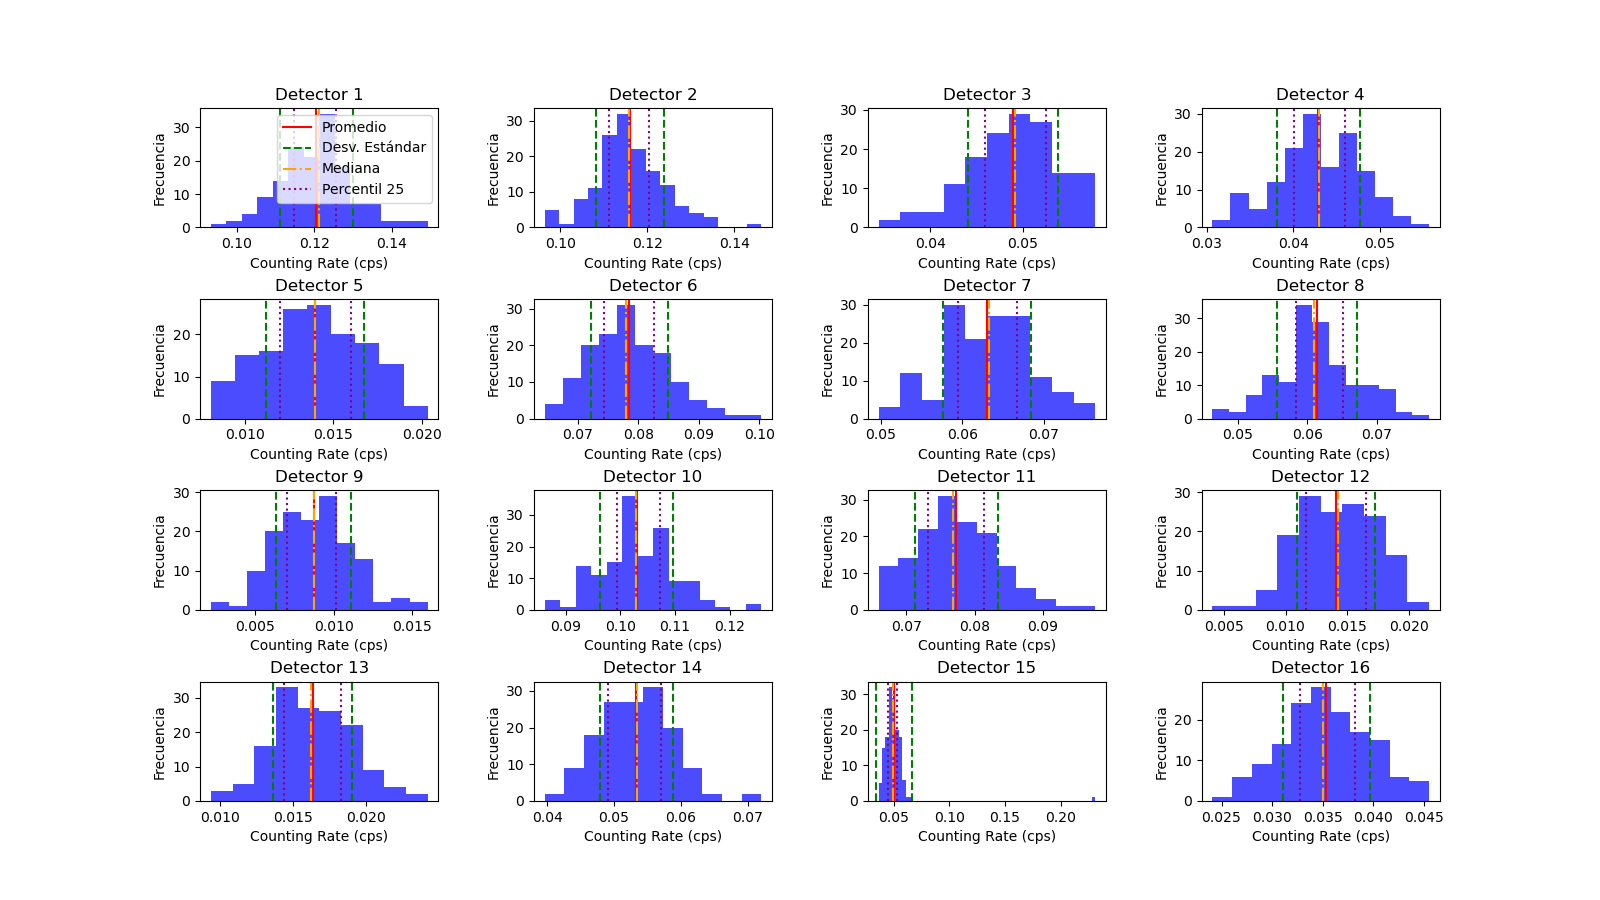 Detector 1
Frecuencia
30
20
10
0
0.10 0.12 0.14
Counting Rate (cps)
Promedio
Desv. Estándar
Mediana
Percentil 25
Detector 2
Frecuencia
30
20
10
0
0.10 0.12 0.14
Counting Rate (cps)
Detector 3
Frecuencia
30
20
10
0
0.04 0.05
Counting Rate (cps)
Detector 4
Frecuencia
30
20
10
0
0.03 0.04 0.05
Counting Rate (cps)
Detector 5
Frecuencia
20
10
0
0.010 0.015 0.020
Counting Rate (cps)
Detector 6
Frecuencia
30
20
10
0
0.07 0.08 0.09 0.10
Counting Rate (cps)
Detector 7
Frecuencia
30
20
10
0
0.05 0.06 0.07
Counting Rate (cps)
Detector 8
Frecuencia
30
20
10
0
0.05 0.06 0.07
Counting Rate (cps)
Detector 9
Frecuencia
30
20
10
0
0.005 0.010 0.015
Counting Rate (cps)
Detector 10
Frecuencia
30
20
10
0
0.09 0.10 0.11 0.12
Counting Rate (cps)
Detector 11
Frecuencia
30
20
10
0
0.07 0.08 0.09
Counting Rate (cps)
Detector 12
Frecuencia
30
20
10
0
0.005 0.010 0.015 0.020
Counting Rate (cps)
Detector 13
Frecuencia
30
20
10
0
0.010 0.015 0.020
Counting Rate (cps)
Detector 14
Frecuencia
30
20
10
0
0.04 0.05 0.06 0.07
Counting Rate (cps)
Detector 15
Frecuencia
30
20
10
0
0.05 0.10 0.15 0.20
Counting Rate (cps)
Detector 16
Frecuencia
20
10
0
0.025 0.030 0.035 0.040 0.045
Counting Rate (cps)